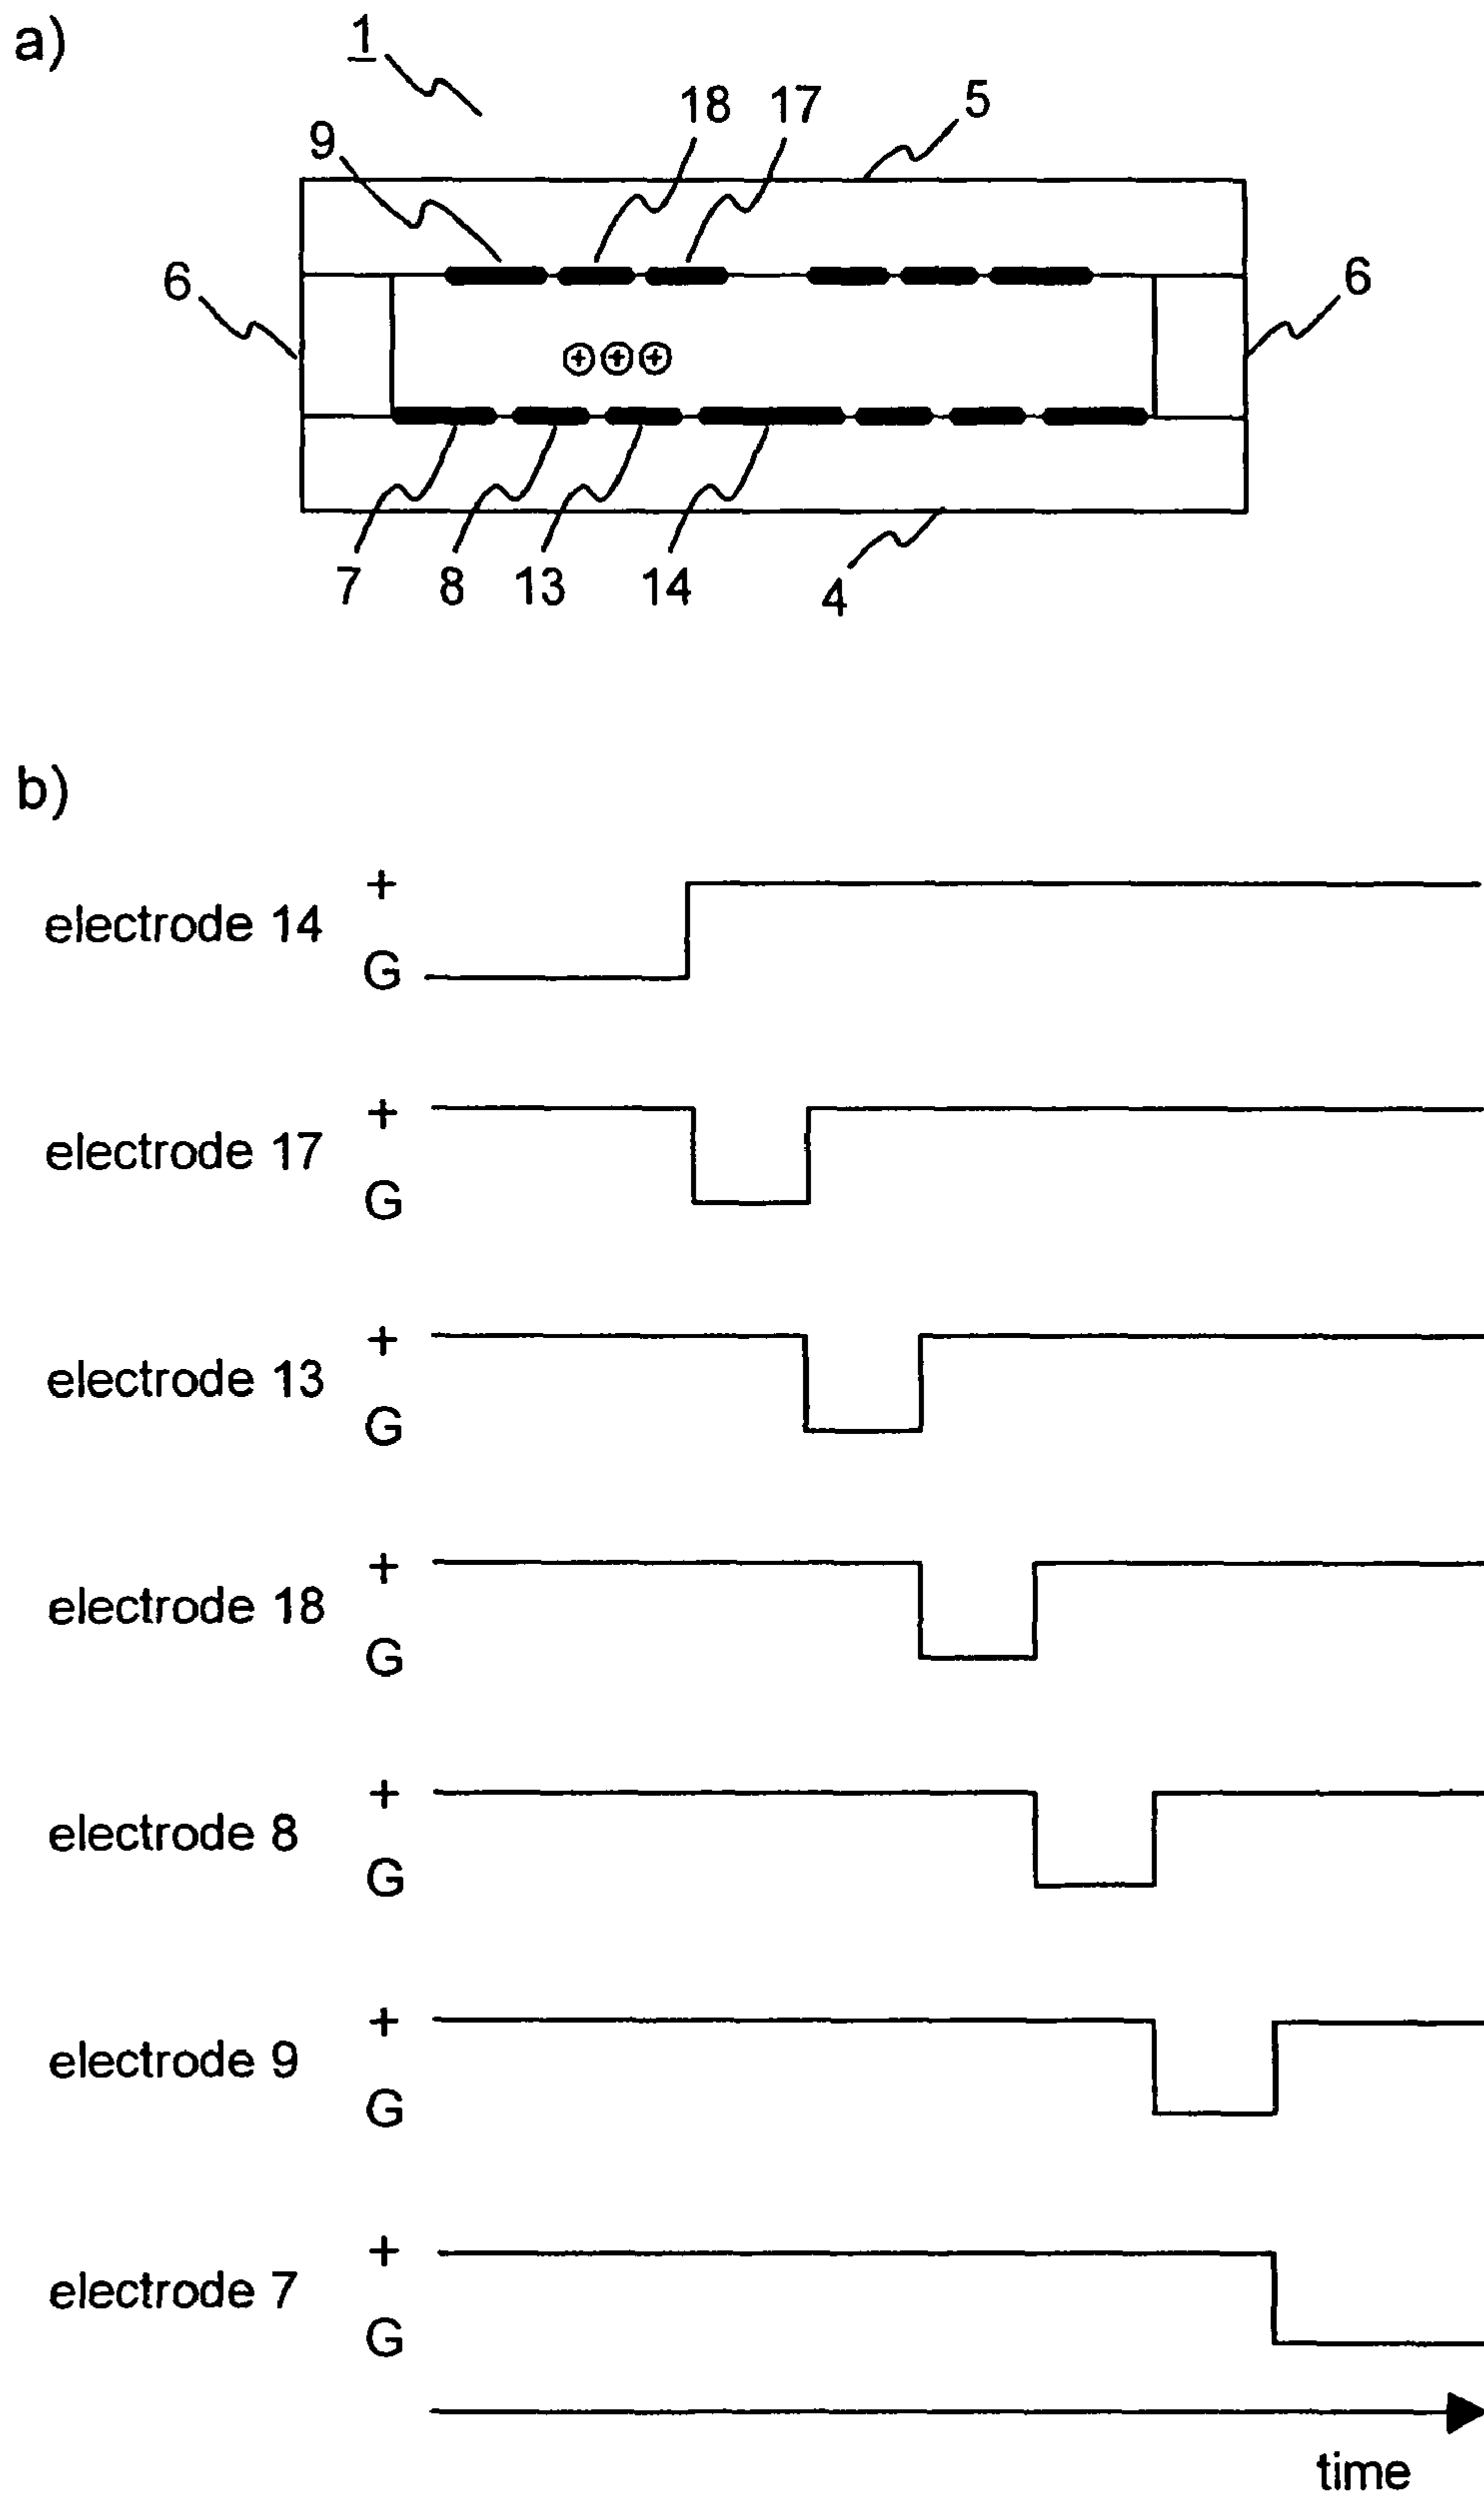 a)
1
18 17 5
9
6 6
⊕⊕⊕
7 8 13 14 4
b)
+
electrode 14
G
+
electrode 17
G
+
electrode 13
G
+
electrode 18
G
+
electrode 8
G
+
electrode 9
G
+
electrode 7
G
time